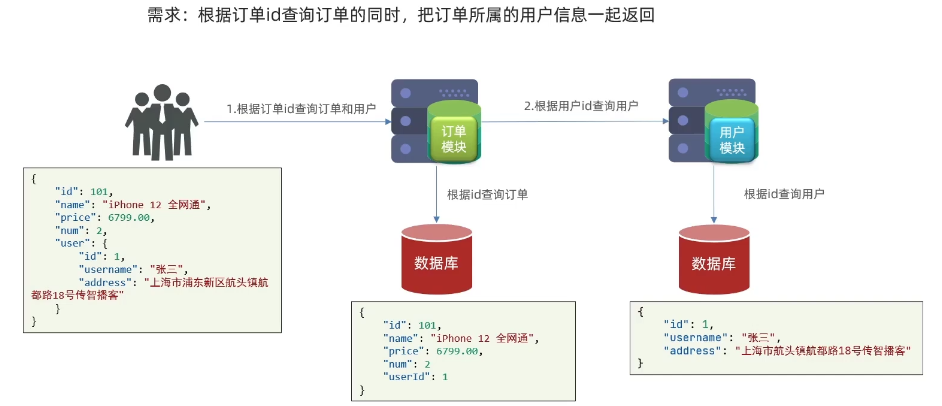 需求：根据订单id查询订单的同时，把订单所属的用户信息一起返回
1.根据订单id查询订单和用户
2.根据用户id查询用户
订单
模块
用户
模块
根据id查询订单
根据id查询用户
数据库
数据库
{
"id": 101,
"name": "iPhone 12 全网通",
"price": 6799.00,
"num": 2,
"user": {
"id": 1,
"username": "张三",
"address": "上海市浦东新区航头镇航
都路18号传智播客"
}
}
{
"id": 101,
"name": "iPhone 12 全网通",
"price": 6799.00,
"num": 2
"userId": 1
}
{
"id": 1,
"username": "张三",
"address": "上海市航头镇航都路18号传智播客"
}